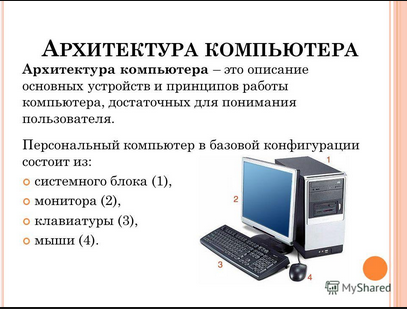 АРХИТЕКТУРА КОМПЬЮТЕРА
Архитектура компьютера – это описание
основных устройств и принципов работы
компьютера, достаточных для понимания
пользователя.
Персональный компьютер в базовой конфигурации
состоит из:
системного блока (1),
монитора (2),
клавиатуры (3),
мыши (4).
1
2
3
4
MyShared